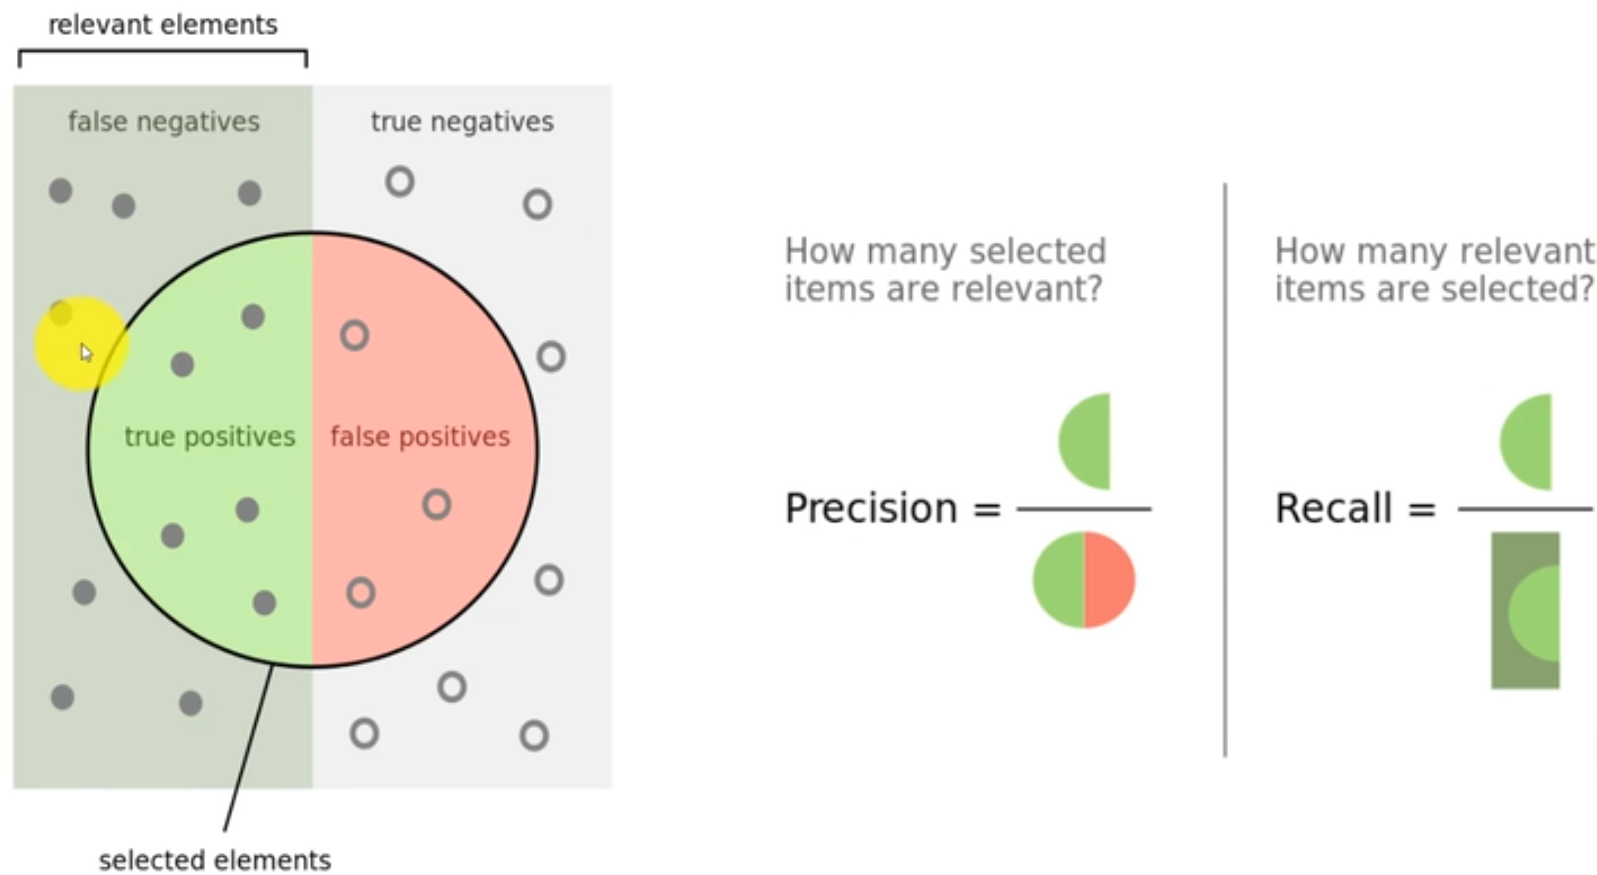 relevant elements
false negatives
true negatives
true positives
false positives
selected elements
How many selected
items are relevant?
Precision =
How many relevant
items are selected?
Recall =